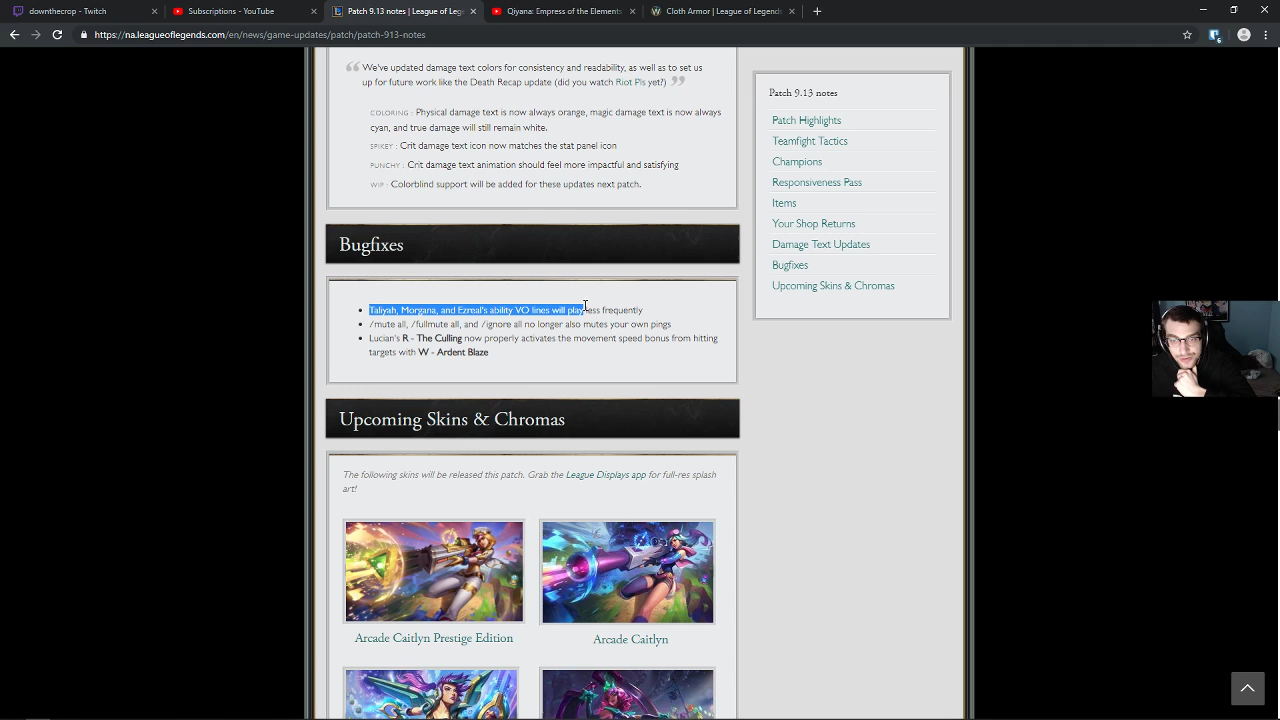 downthecrop - Twitch
Subscriptions - YouTube
Patch 9.13 notes | League of Leg
Qiyana: Empress of the Elements
Cloth Armor | League of Legends
https://na.leagueoflegends.com/en/news/game-updates/patch/patch-913-notes
We've updated damage text colors for consistency and readability, as well as to set us
up for future work like the Death Recap update (did you watch Riot Pls yet?)
COLORING : Physical damage text is now always orange, magic damage text is now always
cyan, and true damage will still remain white.
SPIKEY : Crit damage text icon now matches the stat panel icon
PUNCHY : Crit damage text animation should feel more impactful and satisfying
WIP : Colorblind support will be added for these updates next patch.
Bugfixes
Taliyah, Morgana, and Ezreal's ability VO lines will play less frequently
/mute all, /fullmute all, and /ignore all no longer also mutes your own pings
Lucian's R - The Culling now properly activates the movement speed bonus from hitting
targets with W - Ardent Blaze
Upcoming Skins & Chromas
The following skins will be released this patch. Grab the League Displays app for full-res splash
art!
Arcade Caitlyn Prestige Edition
Arcade Caitlyn
Patch 9.13 notes
Patch Highlights
Teamfight Tactics
Champions
Responsiveness Pass
Items
Your Shop Returns
Damage Text Updates
Bugfixes
Upcoming Skins & Chromas